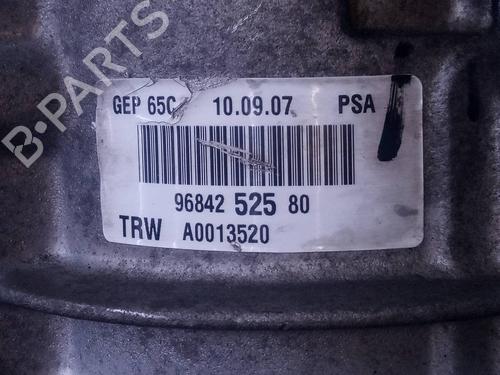 B-PARTS
GEP 65C 10.09.07 PSA
96842 525 80
TRW A0013520